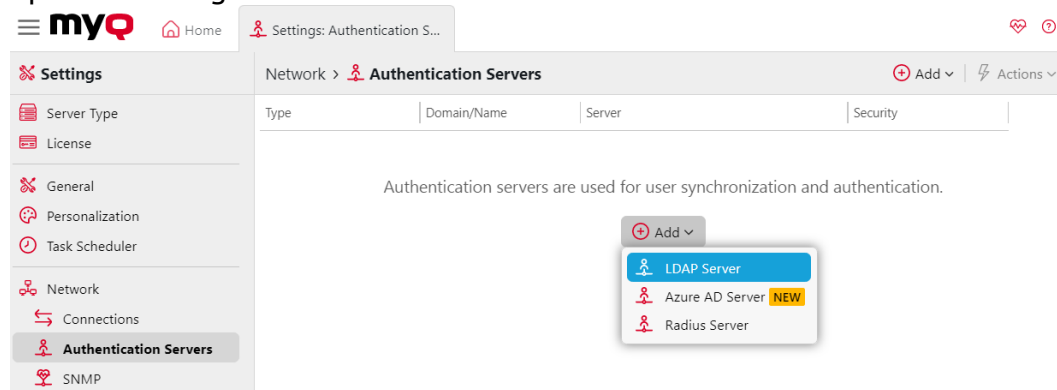 myQ
Home
Settings: Authentication S...
Settings
Network > Authentication Servers
Add
Actions
Server Type
License
General
Personalization
Task Scheduler
Network
Connections
Authentication Servers
SNMP
Type
Domain/Name
Server
Security
Authentication servers are used for user synchronization and authentication.
Add
LDAP Server
Azure AD Server NEW
Radius Server